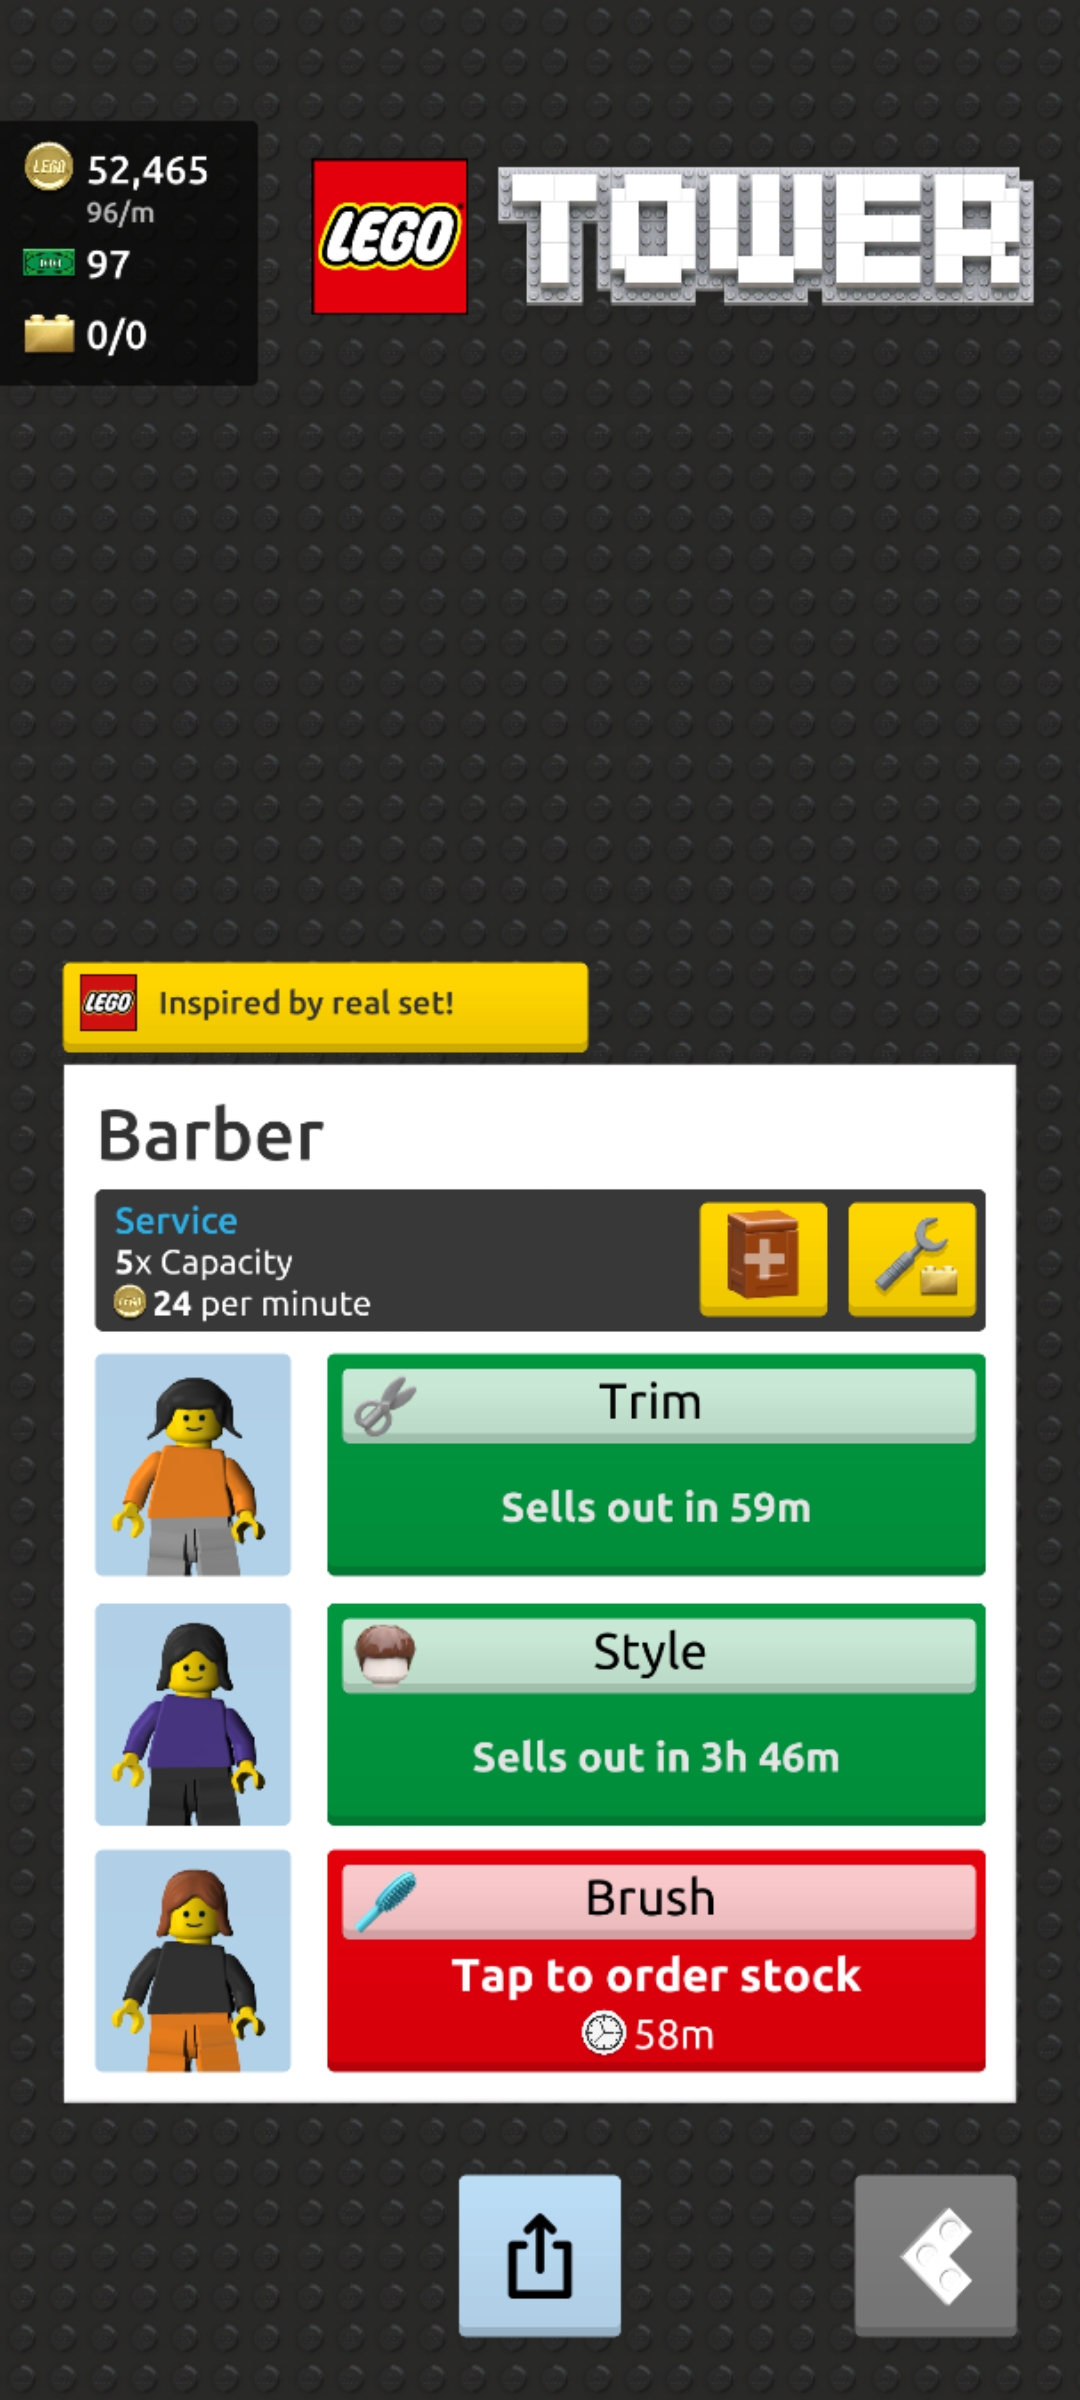 52,465
96/m
97
0/0
LEGO
TOWER
LEGO
Inspired by real set!
Barber
Service
5x Capacity
24 per minute
Trim
Sells out in 59m
Style
Sells out in 3h 46m
Brush
Tap to order stock
58m